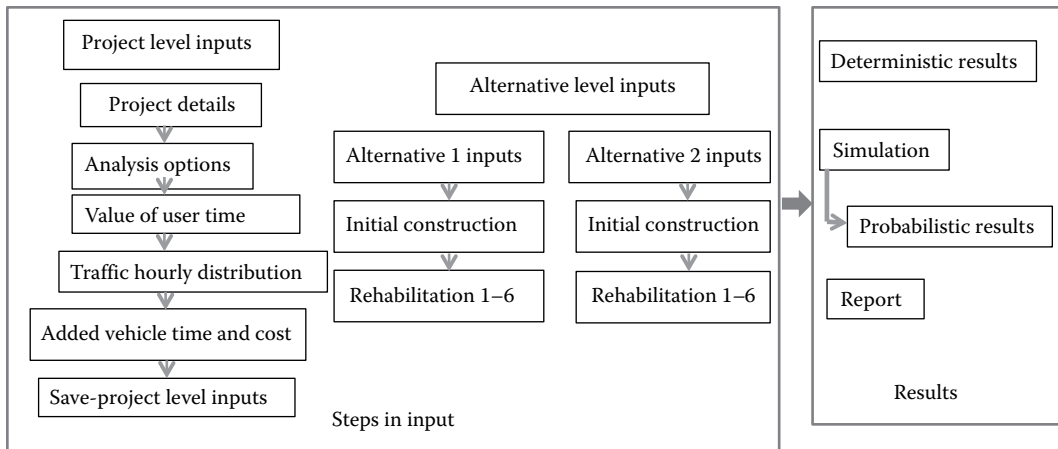 Project level inputs
Project details
Analysis options
Value of user time
Traffic hourly distribution
Added vehicle time and cost
Save-project level inputs
Alternative level inputs
Alternative 1 inputs
Initial construction
Rehabilitation 1–6
Alternative 2 inputs
Initial construction
Rehabilitation 1–6
Steps in input
Deterministic results
Simulation
Probabilistic results
Report
Results